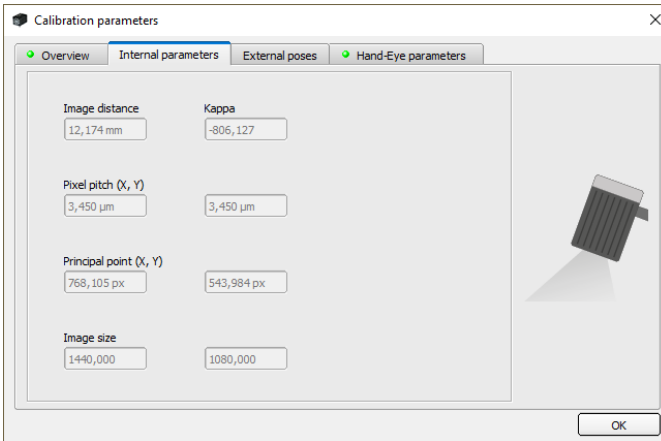 Calibration parameters
Overview Internal parameters External poses Hand-Eye parameters
Image distance Kappa
12,174 mm -806,127
Pixel pitch (X, Y)
3,450 µm 3,450 µm
Principal point (X, Y)
768,105 px 543,984 px
Image size
1440,000 1080,000
OK